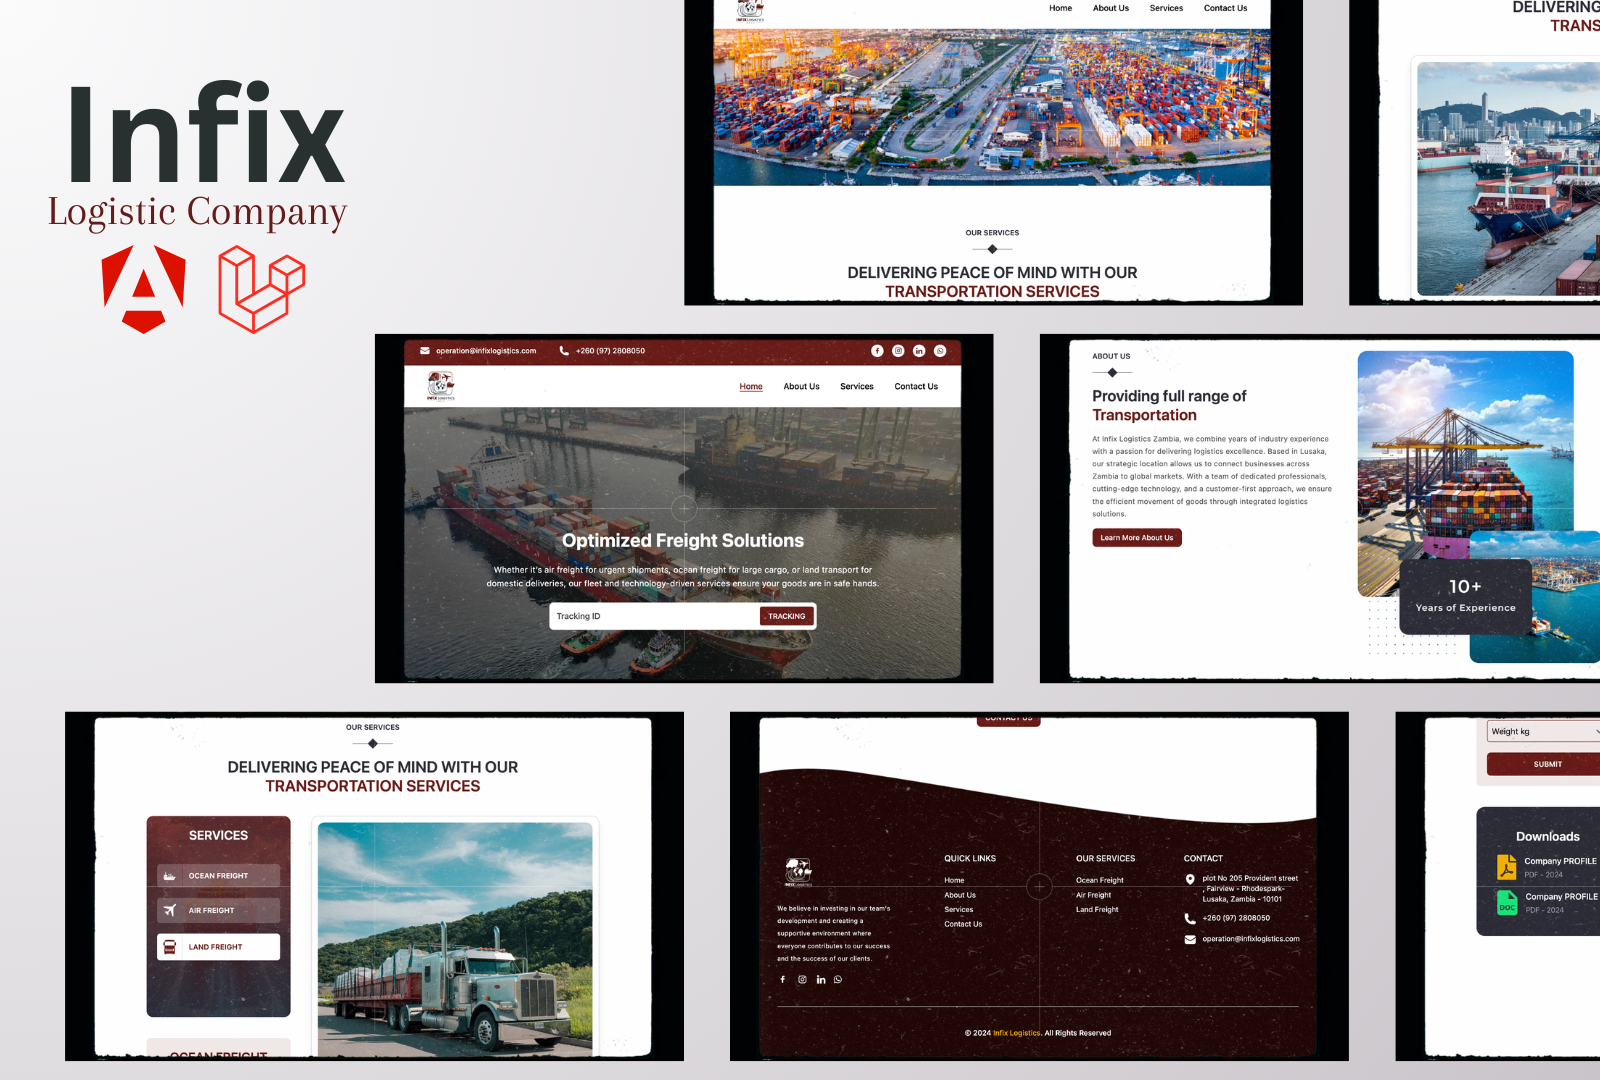 Infix
Logistic Company
INFIX LOGISTICS
Home About Us Services Contact Us
OUR SERVICES
DELIVERING PEACE OF MIND WITH OUR
TRANSPORTATION SERVICES
DELIVERING
TRANS
operation@infixlogistics.com +260 (97) 2808050
INFIX LOGISTICS
Home About Us Services Contact Us
Optimized Freight Solutions
Whether it's air freight for urgent shipments, ocean freight for large cargo, or land transport for
domestic deliveries, our fleet and technology-driven services ensure your goods are in safe hands.
Tracking ID TRACKING
ABOUT US
Providing full range of
Transportation
At Infix Logistics Zambia, we combine years of industry experience
with a passion for delivering logistics excellence. Based in Lusaka,
our strategic location allows us to connect businesses across
Zambia to global markets. With a team of dedicated professionals,
cutting-edge technology, and a customer-first approach, we ensure
the efficient movement of goods through integrated logistics
solutions.
Learn More About Us
10+
Years of Experience
OUR SERVICES
DELIVERING PEACE OF MIND WITH OUR
TRANSPORTATION SERVICES
SERVICES
OCEAN FREIGHT
AIR FREIGHT
LAND FREIGHT
OCEAN FREIGHT
CONTACT US
INFIX LOGISTICS
We believe in investing in our team's
development and creating a
supportive environment where
everyone contributes to our success
and the success of our clients.
QUICK LINKS
Home
About Us
Services
Contact Us
OUR SERVICES
Ocean Freight
Air Freight
Land Freight
CONTACT
plot No 205 Provident street
, Fairview - Rhodespark-
Lusaka, Zambia - 10101
+260 (97) 2808050
operation@infixlogistics.com
© 2024 Infix Logistics. All Rights Reserved
Weight kg
SUBMIT
Downloads
Company PROFILE
PDF - 2024
DOC
Company PROFILE
PDF - 2024